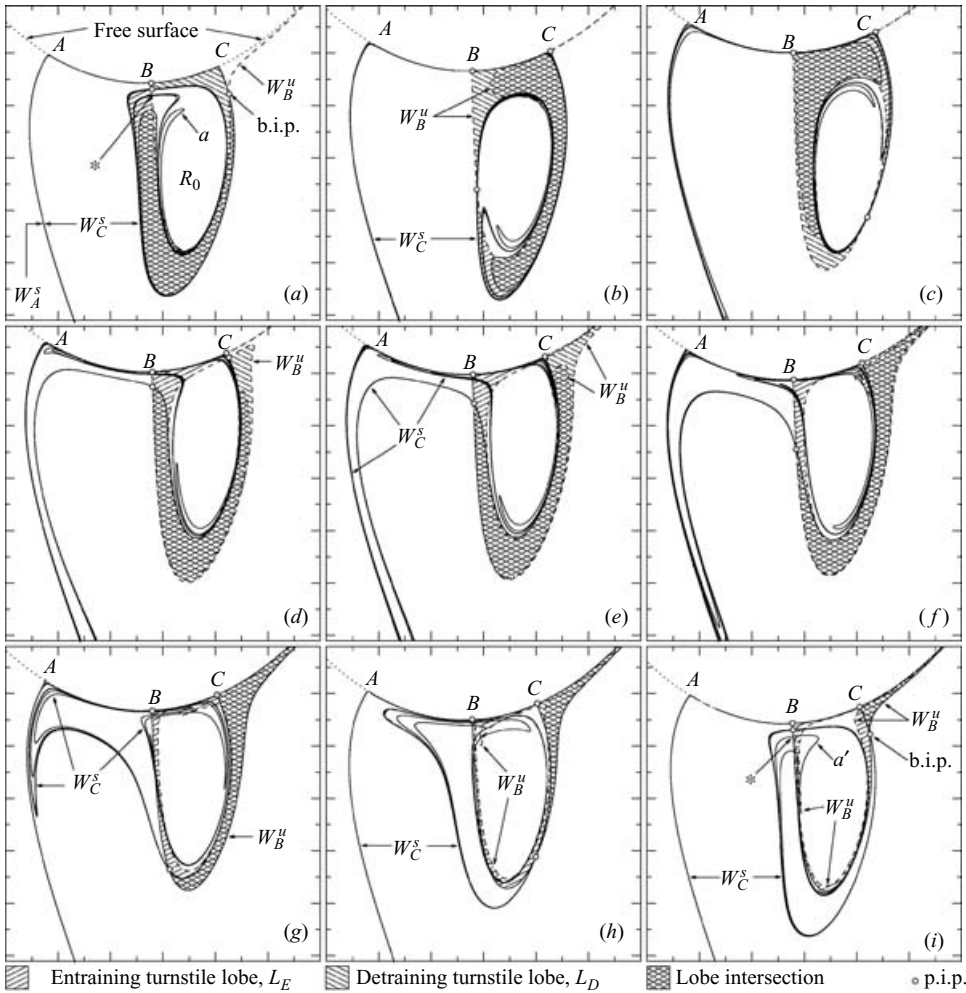 Free surface
A
B
C
W_B^u
b.i.p.
a
*
R_0
W_C^s
W_A^s
(a)
B
C
W_B^u
W_C^s
(b)
B
C
(c)
A
B
C
W_B^u
(d)
A
B
C
W_B^u
W_C^s
(e)
A
B
C
(f)
A
B
C
W_C^s
W_B^u
(g)
A
B
C
W_B^u
W_C^s
(h)
A
B
C
W_B^u
b.i.p.
*
a′
W_B^u
W_C^s
(i)
Entraining turnstile lobe, L_E Detraining turnstile lobe, L_D Lobe intersection p.i.p.